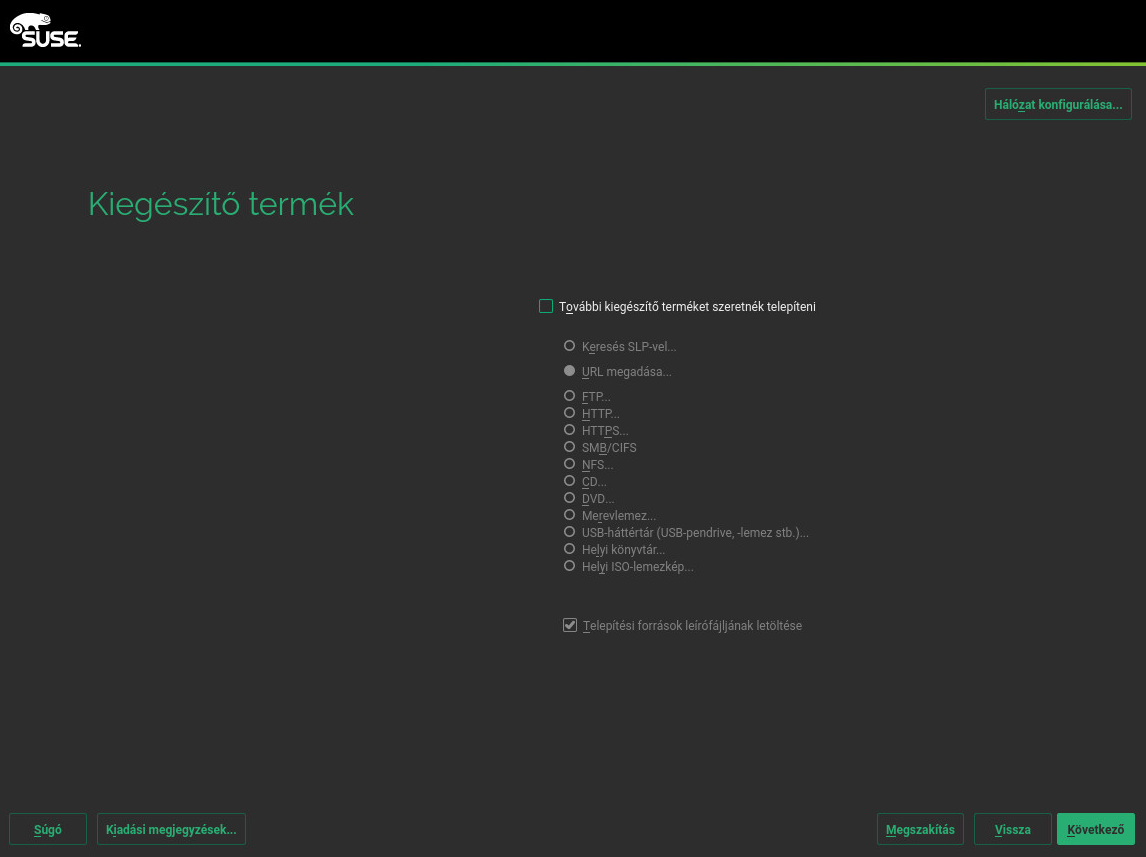 SUSE.
Hálózat konfigurálása...
Kiegészítő termék
További kiegészítő terméket szeretnék telepíteni
Keresés SLP-vel...
URL megadása...
FTP...
HTTP...
HTTPS...
SMB/CIFS
NFS...
CD...
DVD...
Merevlemez...
USB-háttértár (USB-pendrive, -lemez stb.)...
Helyi könyvtár...
Helyi ISO-lemezkép...
Telepítési források leírófájljának letöltése
Súgó
Kiadási megjegyzések...
Megszakítás
Vissza
Következő